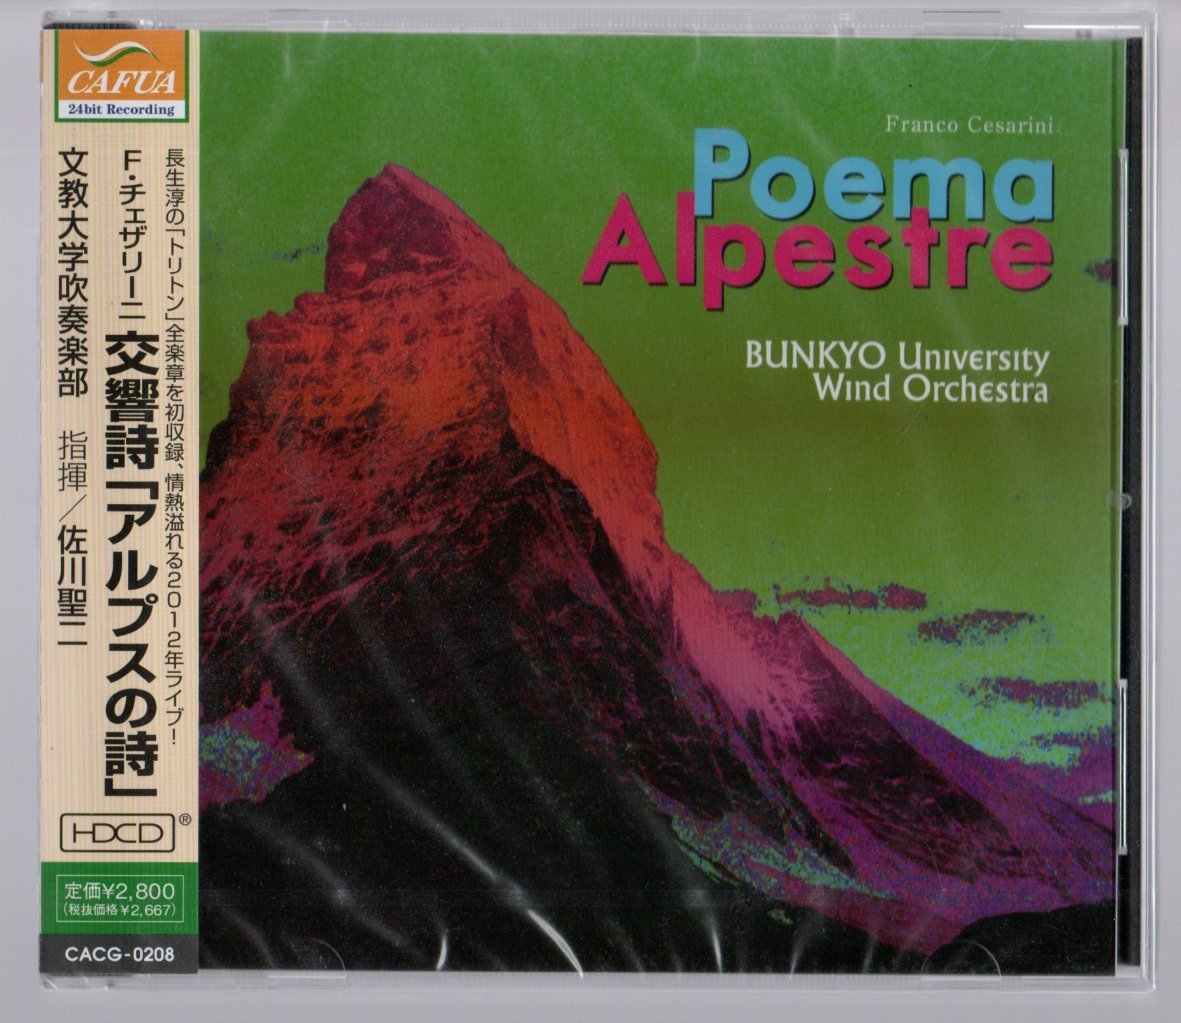 CAFUA
24bit Recording
長生淳の「トリトン」全楽章を初収録、情熱溢れる2012年ライブ!
F・チェザリーニ 交響詩「アルプスの詩」
文教大学吹奏楽部 指揮／佐川聖二
HDCD®
定価¥2,800
(税抜価格¥2,667)
CACG-0208
Franco Cesarini
Poema
Alpestre
BUNKYO University
Wind Orchestra